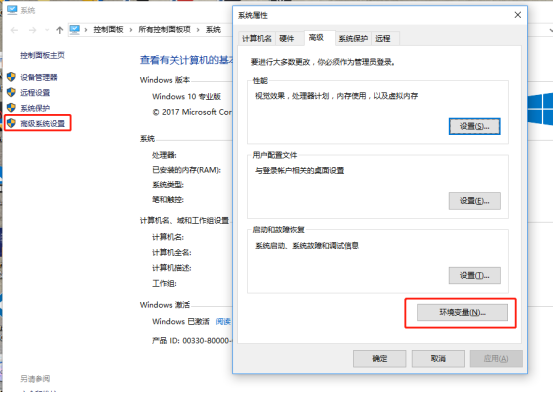 系统
控制面板 › 所有控制面板项 › 系统
控制面板主页
设备管理器
远程设置
系统保护
高级系统设置
另请参阅
查看有关计算机的基本
Windows 版本
Windows 10 专业版
© 2017 Microsoft Cor
系统
处理器:
已安装的内存(RAM):
系统类型:
笔和触控:
计算机名、域和工作组设置
计算机名:
计算机全名:
计算机描述:
工作组:
Windows 激活
Windows 已激活 阅读
产品 ID: 00330-80000-
系统属性
计算机名 硬件 高级 系统保护 远程
要进行大多数更改，你必须作为管理员登录。
性能
视觉效果，处理器计划，内存使用，以及虚拟内存
设置(S)...
用户配置文件
与登录帐户相关的桌面设置
设置(E)...
启动和故障恢复
系统启动、系统故障和调试信息
设置(T)...
环境变量(N)...
确定 取消 应用(A)